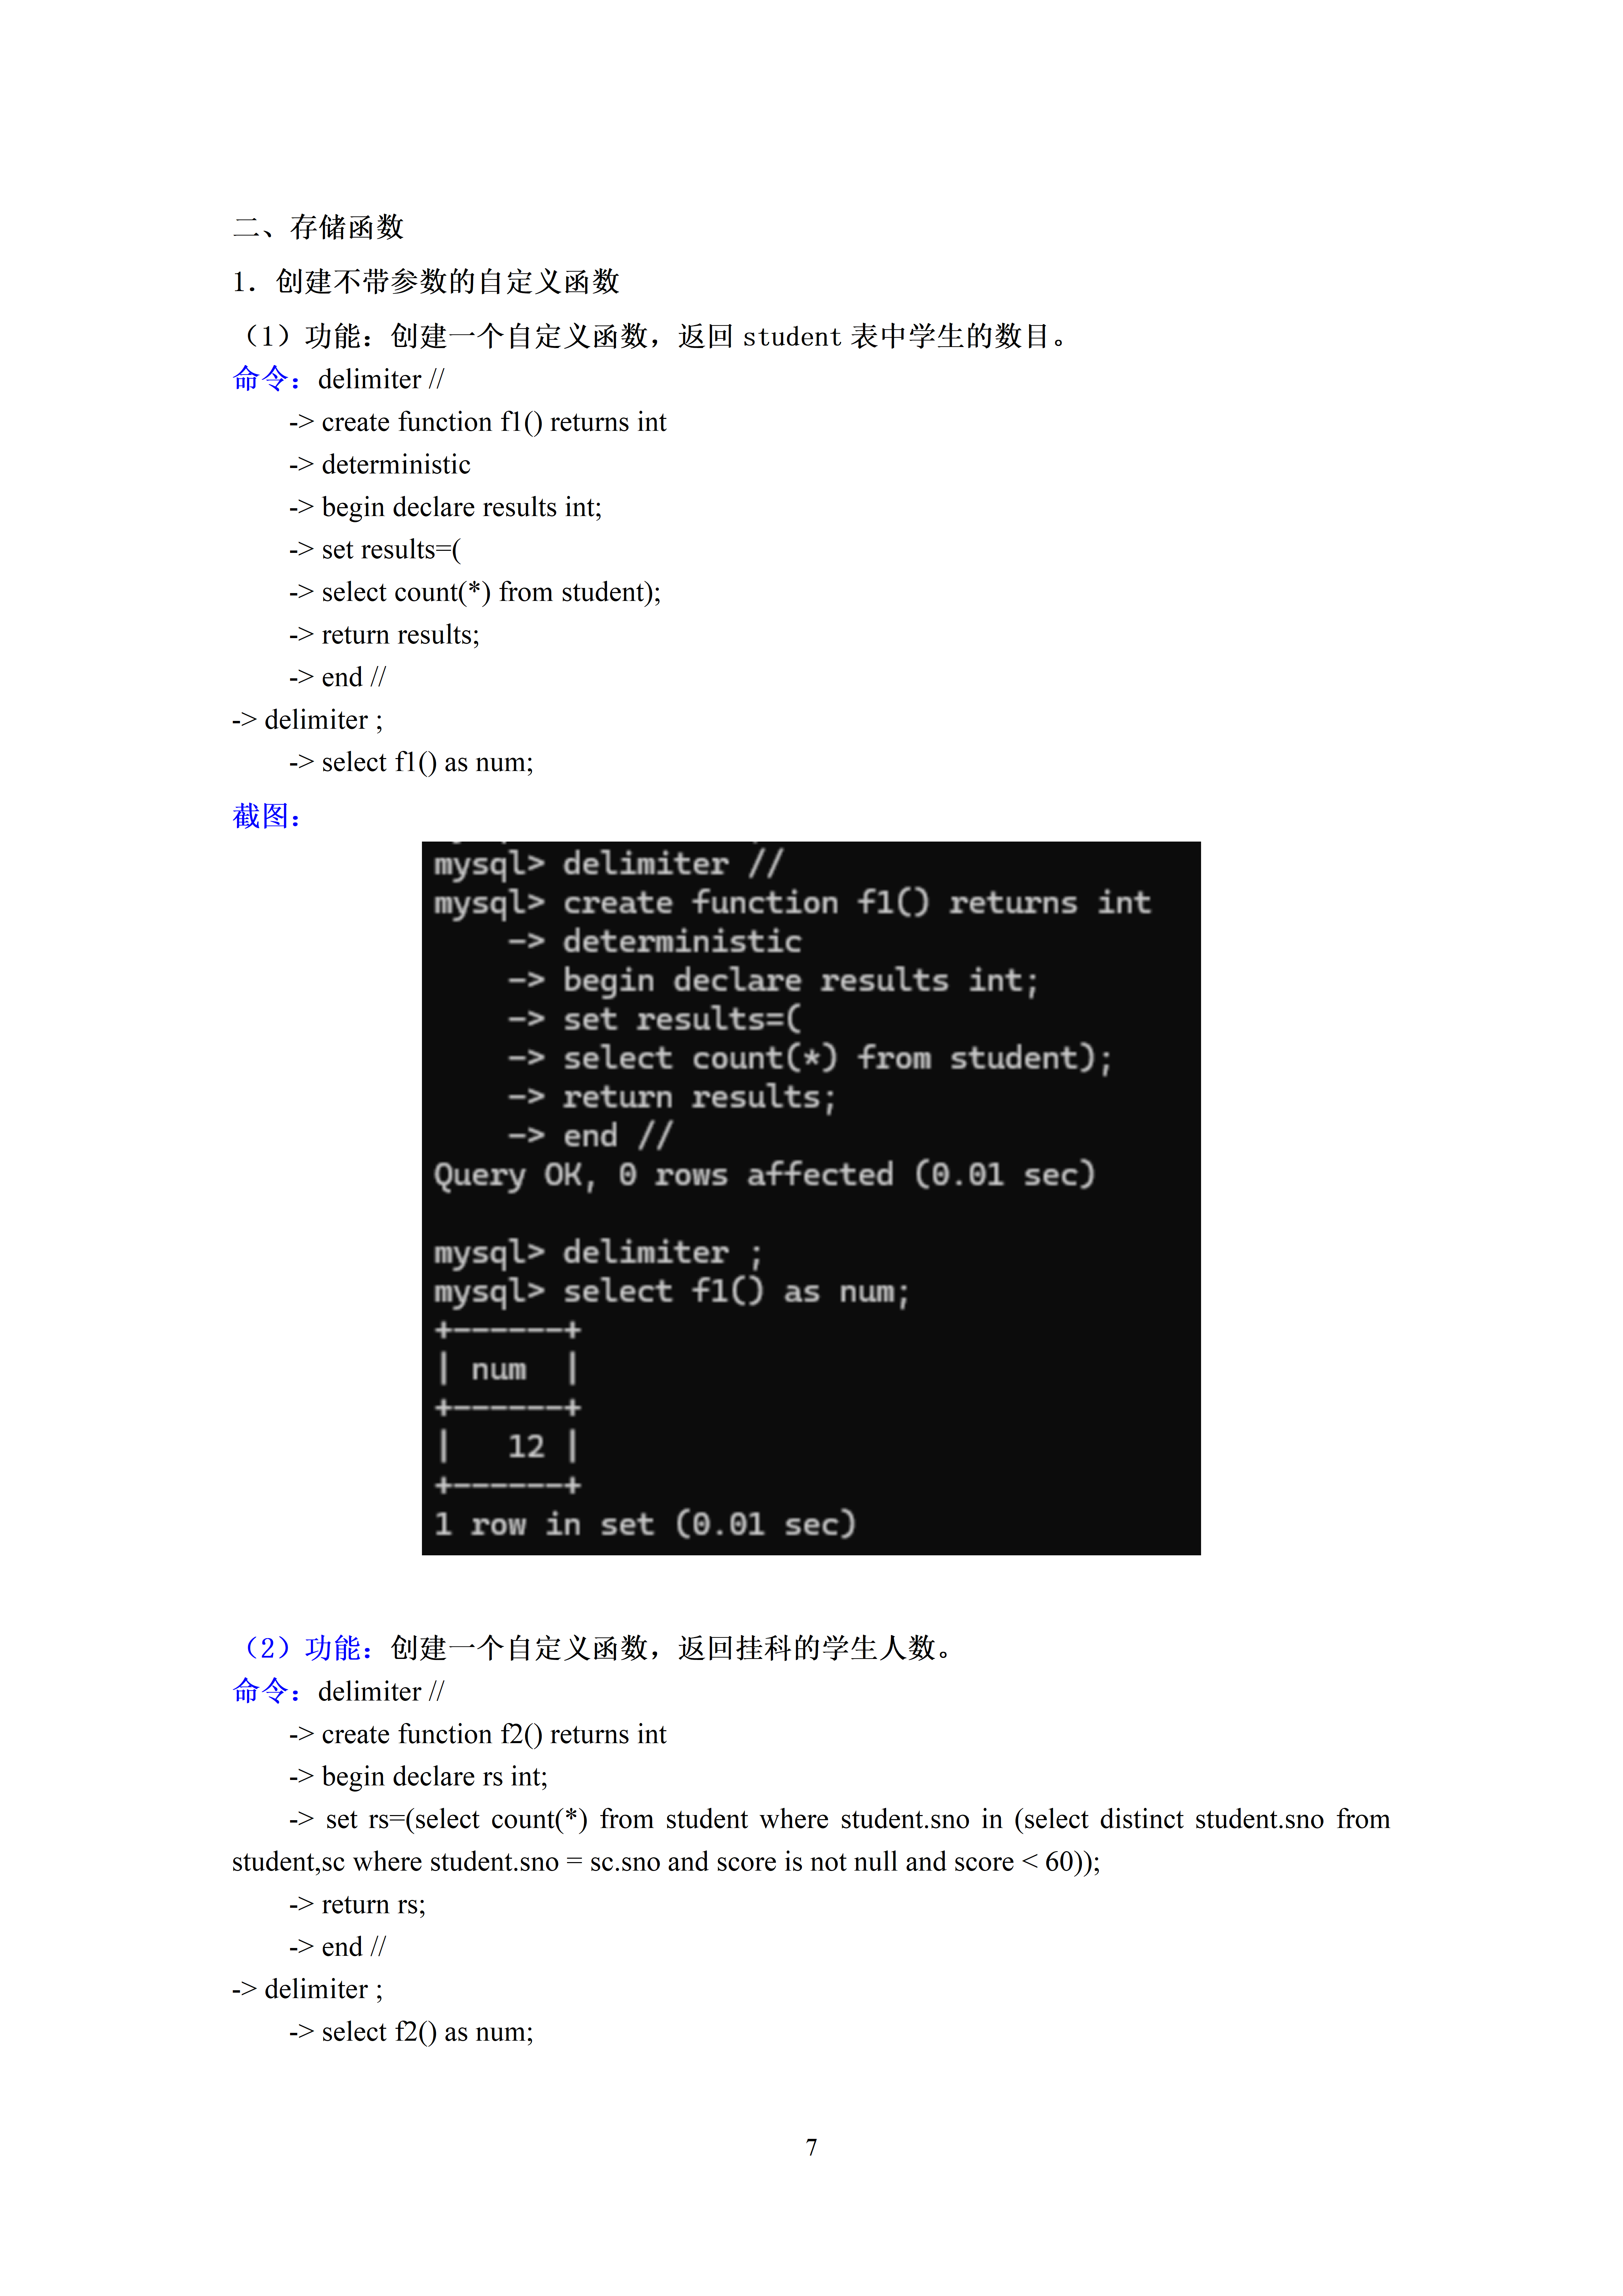 二、存储函数
1．创建不带参数的自定义函数
（1）功能：创建一个自定义函数，返回 student 表中学生的数目。
命令：delimiter //
-> create function f1() returns int
-> deterministic
-> begin declare results int;
-> set results=(
-> select count(*) from student);
-> return results;
-> end //
-> delimiter ;
-> select f1() as num;
截图：
mysql> delimiter //
mysql> create function f1() returns int
    -> deterministic
    -> begin declare results int;
    -> set results=(
    -> select count(*) from student);
    -> return results;
    -> end //
Query OK, 0 rows affected (0.01 sec)
mysql> delimiter ;
mysql> select f1() as num;
+------+
| num  |
+------+
|   12 |
+------+
1 row in set (0.01 sec)
（2）功能：创建一个自定义函数，返回挂科的学生人数。
命令：delimiter //
-> create function f2() returns int
-> begin declare rs int;
-> set rs=(select count(*) from student where student.sno in (select distinct student.sno from
student,sc where student.sno = sc.sno and score is not null and score < 60));
-> return rs;
-> end //
-> delimiter ;
-> select f2() as num;
7